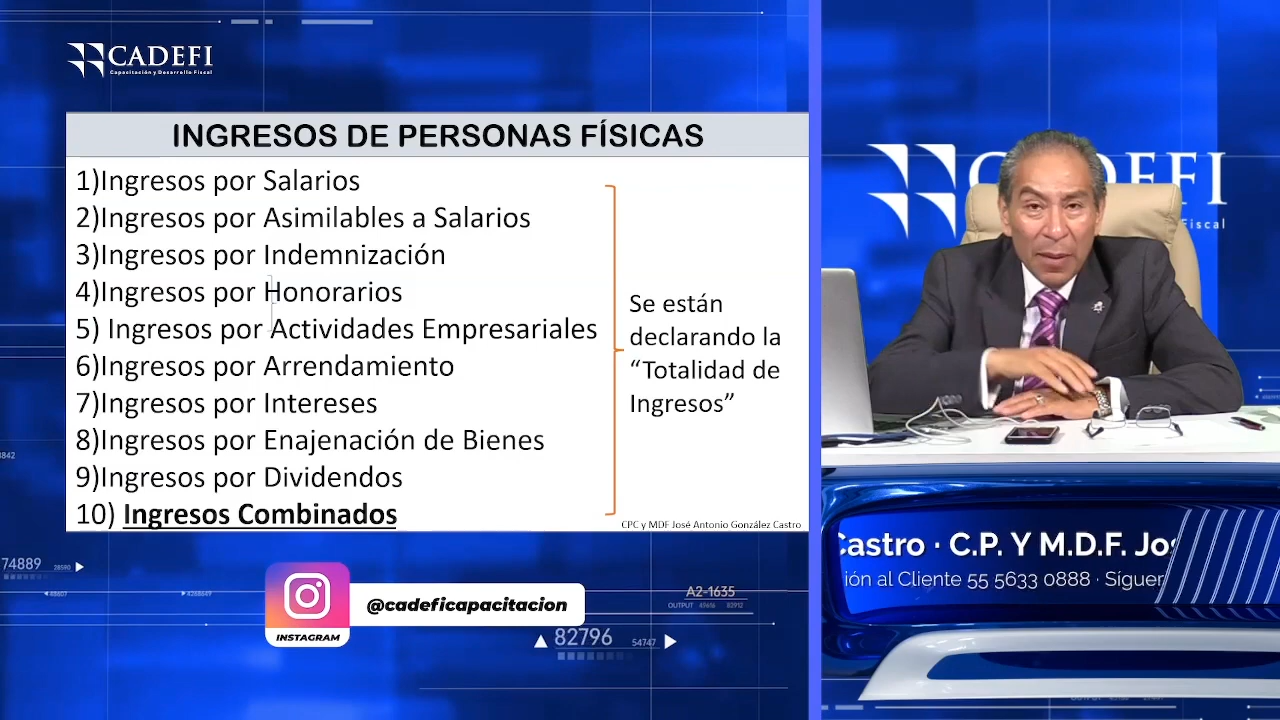 CADEFI
Capacitación y Desarrollo Fiscal
INGRESOS DE PERSONAS FÍSICAS
1)Ingresos por Salarios
2)Ingresos por Asimilables a Salarios
3)Ingresos por Indemnización
4)Ingresos por Honorarios
5) Ingresos por Actividades Empresariales
6)Ingresos por Arrendamiento
7)Ingresos por Intereses
8)Ingresos por Enajenación de Bienes
9)Ingresos por Dividendos
10) Ingresos Combinados
Se están
declarando la
“Totalidad de
Ingresos”
CPC y MDF José Antonio González Castro
INSTAGRAM
@cadeficapacitacion
74889
A2-1635
OUTPUT
82796
54747
Fiscal
Castro · C.P. Y M.D.F. Jos
ión al Cliente 55 5633 0888 · Síguen